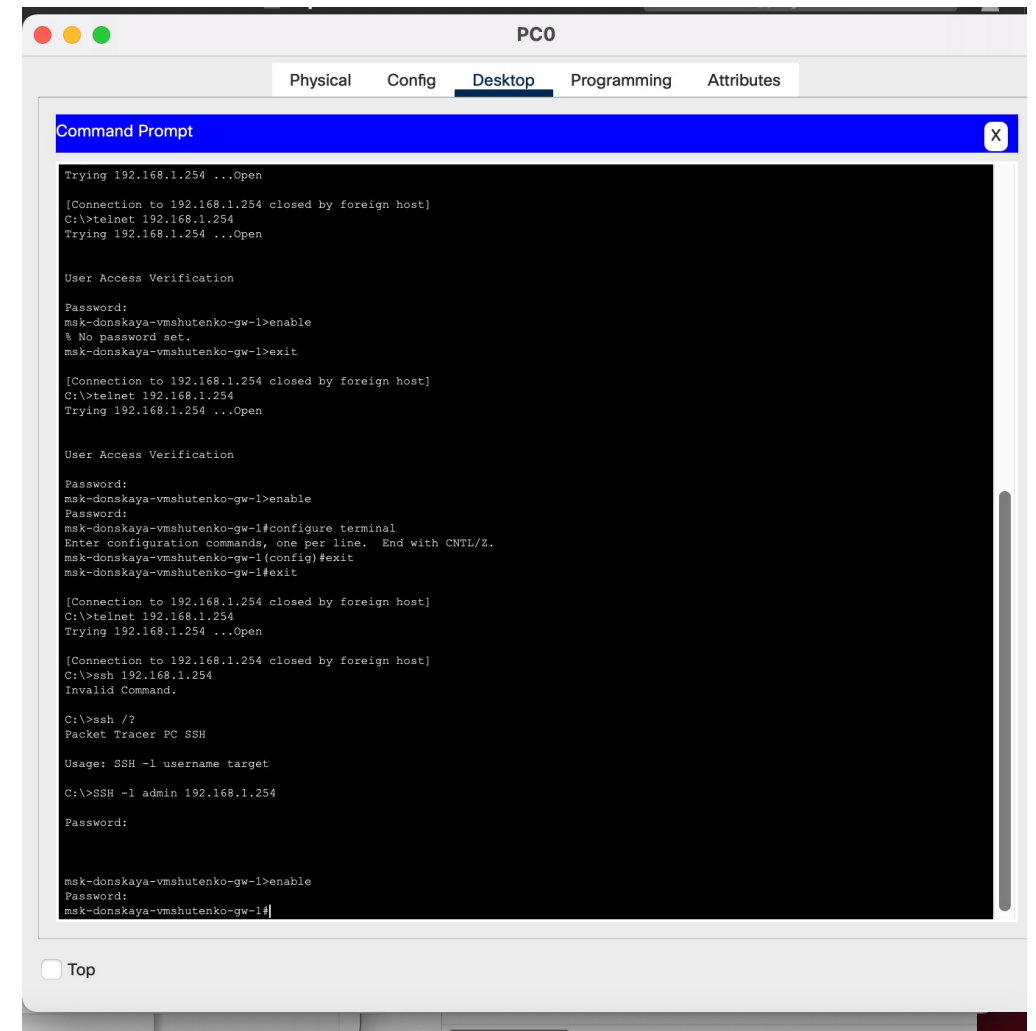 PC0
Physical Config Desktop Programming Attributes
Command Prompt
X
Trying 192.168.1.254 ...Open
[Connection to 192.168.1.254 closed by foreign host]
C:\>telnet 192.168.1.254
Trying 192.168.1.254 ...Open
User Access Verification
Password:
msk-donskaya-vmshutenko-gw-1>enable
% No password set.
msk-donskaya-vmshutenko-gw-1>exit
[Connection to 192.168.1.254 closed by foreign host]
C:\>telnet 192.168.1.254
Trying 192.168.1.254 ...Open
User Access Verification
Password:
msk-donskaya-vmshutenko-gw-1>enable
Password:
msk-donskaya-vmshutenko-gw-1#configure terminal
Enter configuration commands, one per line.  End with CNTL/Z.
msk-donskaya-vmshutenko-gw-1(config)#exit
msk-donskaya-vmshutenko-gw-1#exit
[Connection to 192.168.1.254 closed by foreign host]
C:\>telnet 192.168.1.254
Trying 192.168.1.254 ...Open
[Connection to 192.168.1.254 closed by foreign host]
C:\>ssh 192.168.1.254
Invalid Command.
C:\>ssh /?
Packet Tracer PC SSH
Usage: SSH -l username target
C:\>SSH -l admin 192.168.1.254
Password:
msk-donskaya-vmshutenko-gw-1>enable
Password:
msk-donskaya-vmshutenko-gw-1#
Top